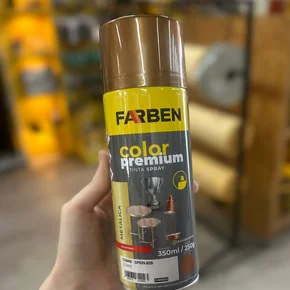 FARBEN
color
premium
TINTA SPRAY
METÁLICA
350ml / 250g